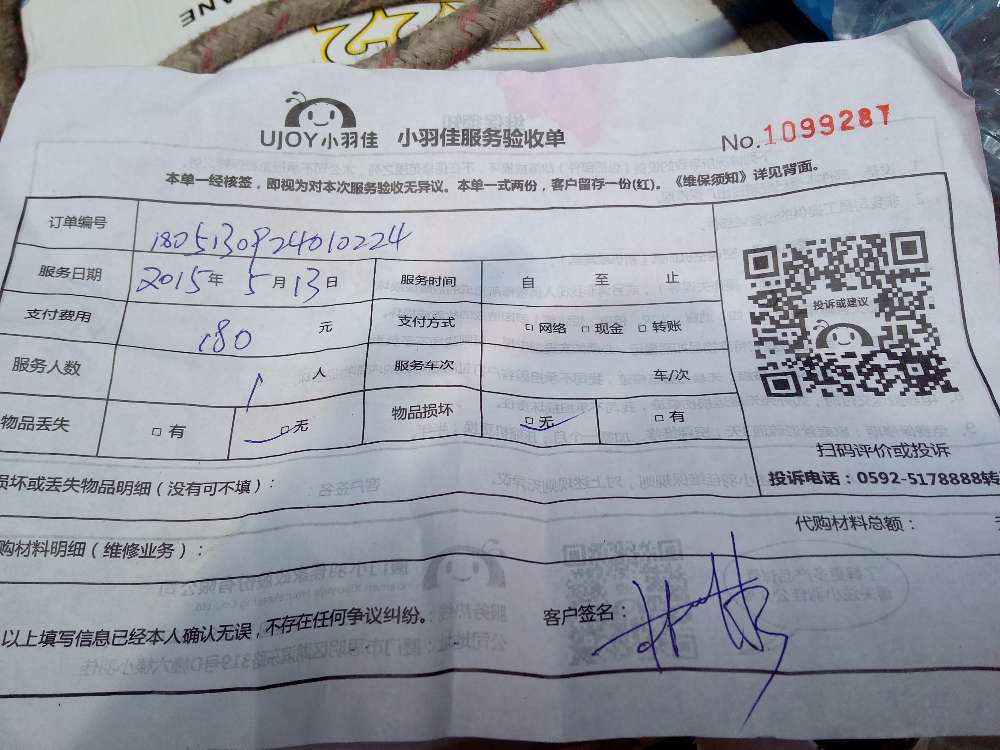 ANE
UJOY小羽佳 小羽佳服务验收单
No.1099287
本单一经核签，即视为对本次服务验收无异议。本单一式两份，客户留存一份(红)。《维保须知》详见背面。
订单编号 1805130924010224
服务日期 2015年 5月13日 服务时间 自 至 止
支付费用 180 元 支付方式 □网络 □现金 □转账
服务人数 1 人 服务车次 车/次
物品丢失 □有 □无 物品损坏 □无 □有
投诉或建议
扫码评价或投诉
投诉电话：0592-5178888转
损坏或丢失物品明细（没有可不填）：
代购材料总额：
购材料明细（维修业务）：
以上填写信息已经本人确认无误，不存在任何争议纠纷。
客户签名：